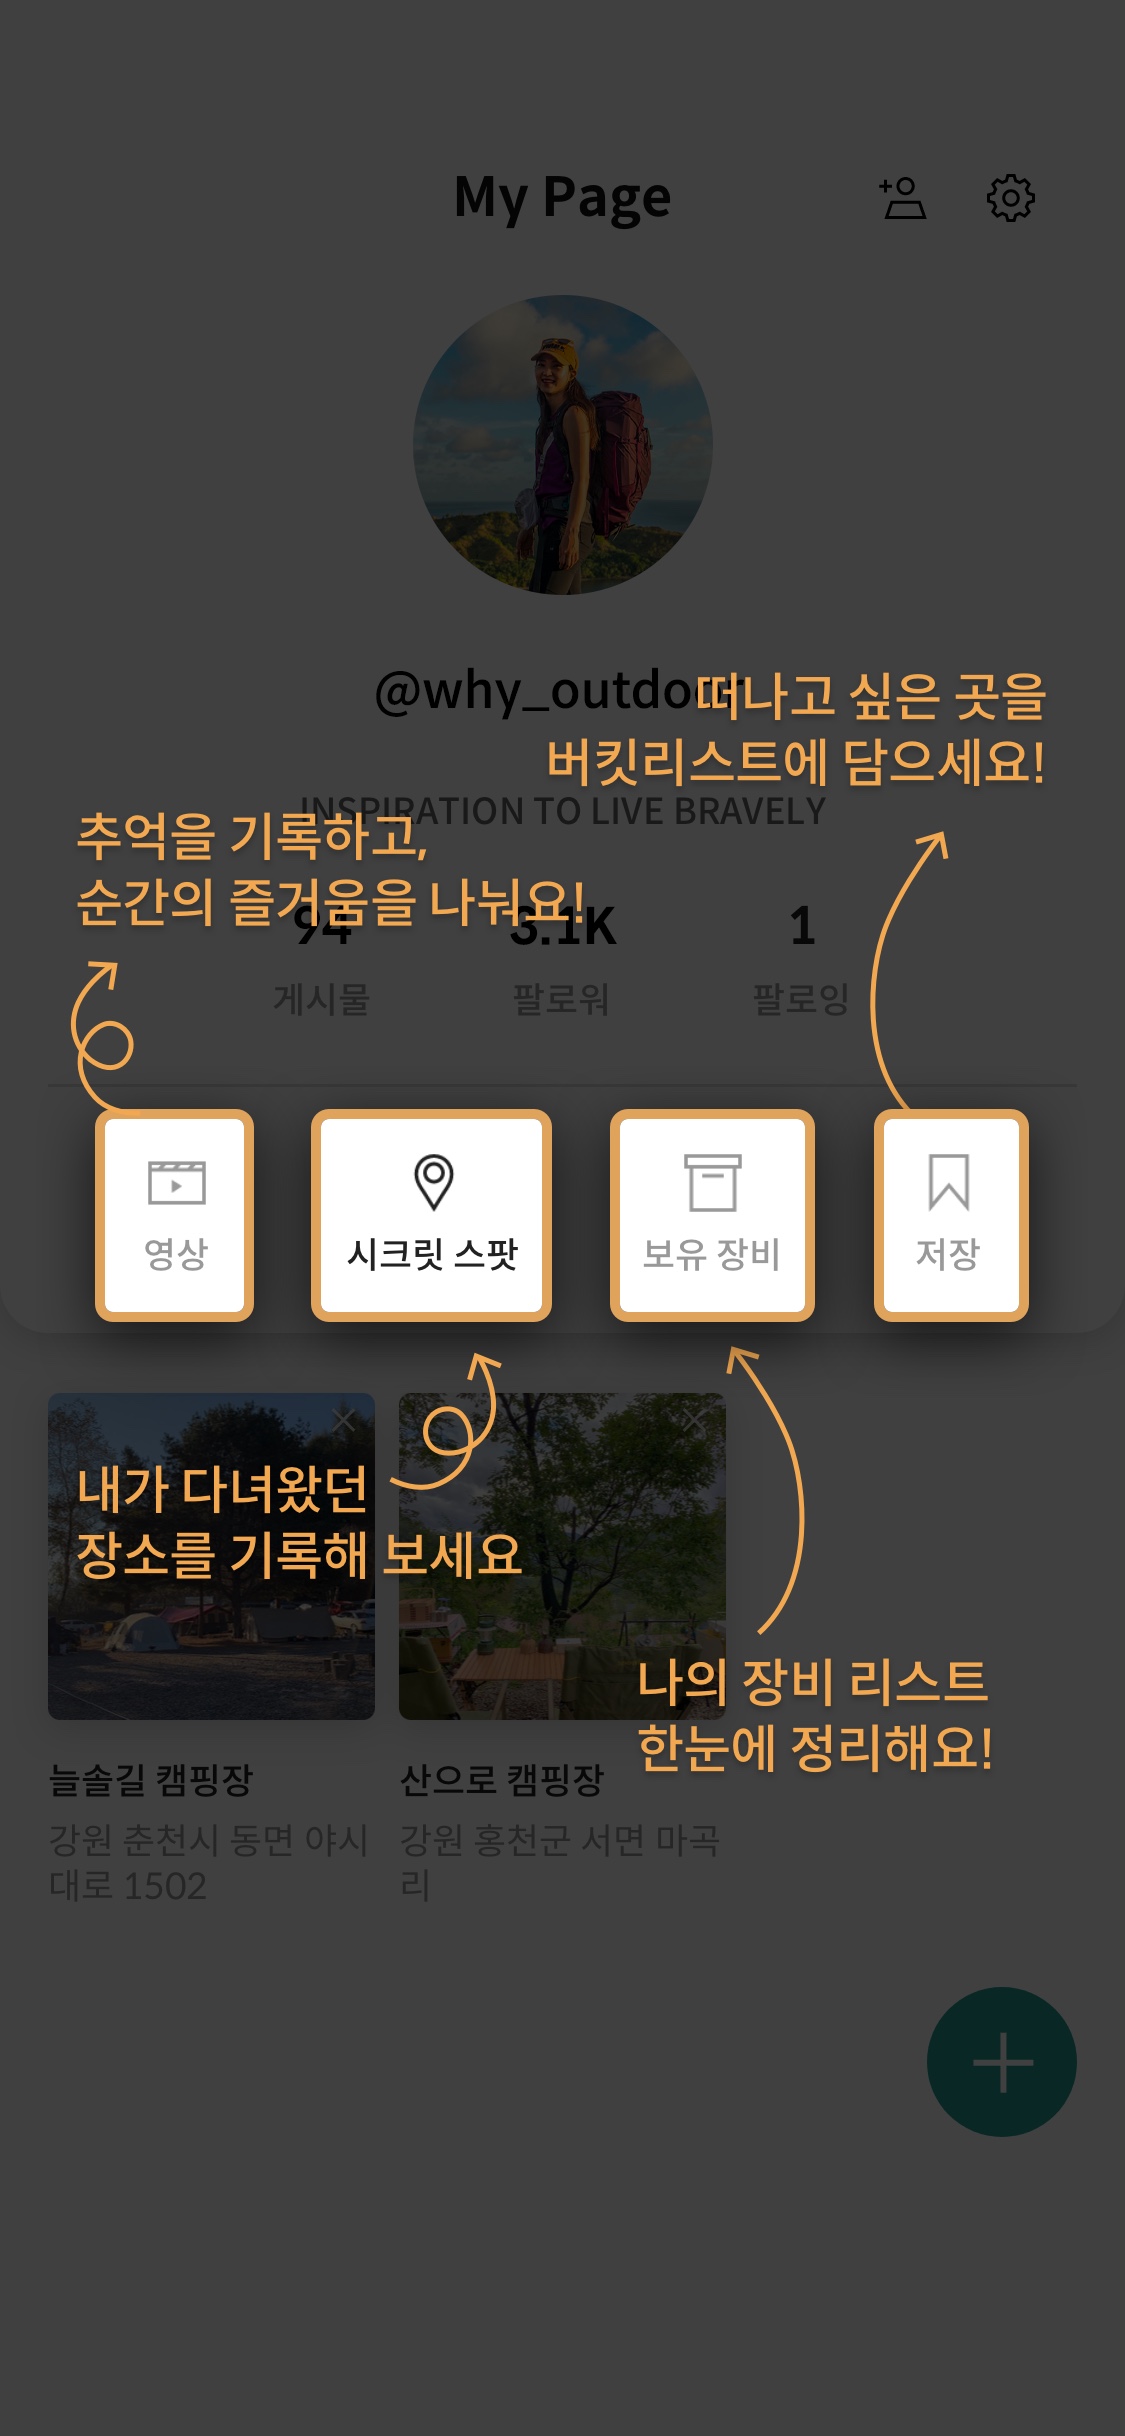 My Page
@why_outdoor
떠나고 싶은 곳을
버킷리스트에 담으세요!
INSPIRATION TO LIVE BRAVELY
추억을 기록하고,
순간의 즐거움을 나눠요!
94 3.1K 1
게시물 팔로워 팔로잉
영상 시크릿 스팟 보유 장비 저장
내가 다녀왔던
장소를 기록해 보세요
나의 장비 리스트
한눈에 정리해요!
늘솔길 캠핑장 산으로 캠핑장
강원 춘천시 동면 야시 강원 홍천군 서면 마곡
대로 1502 리